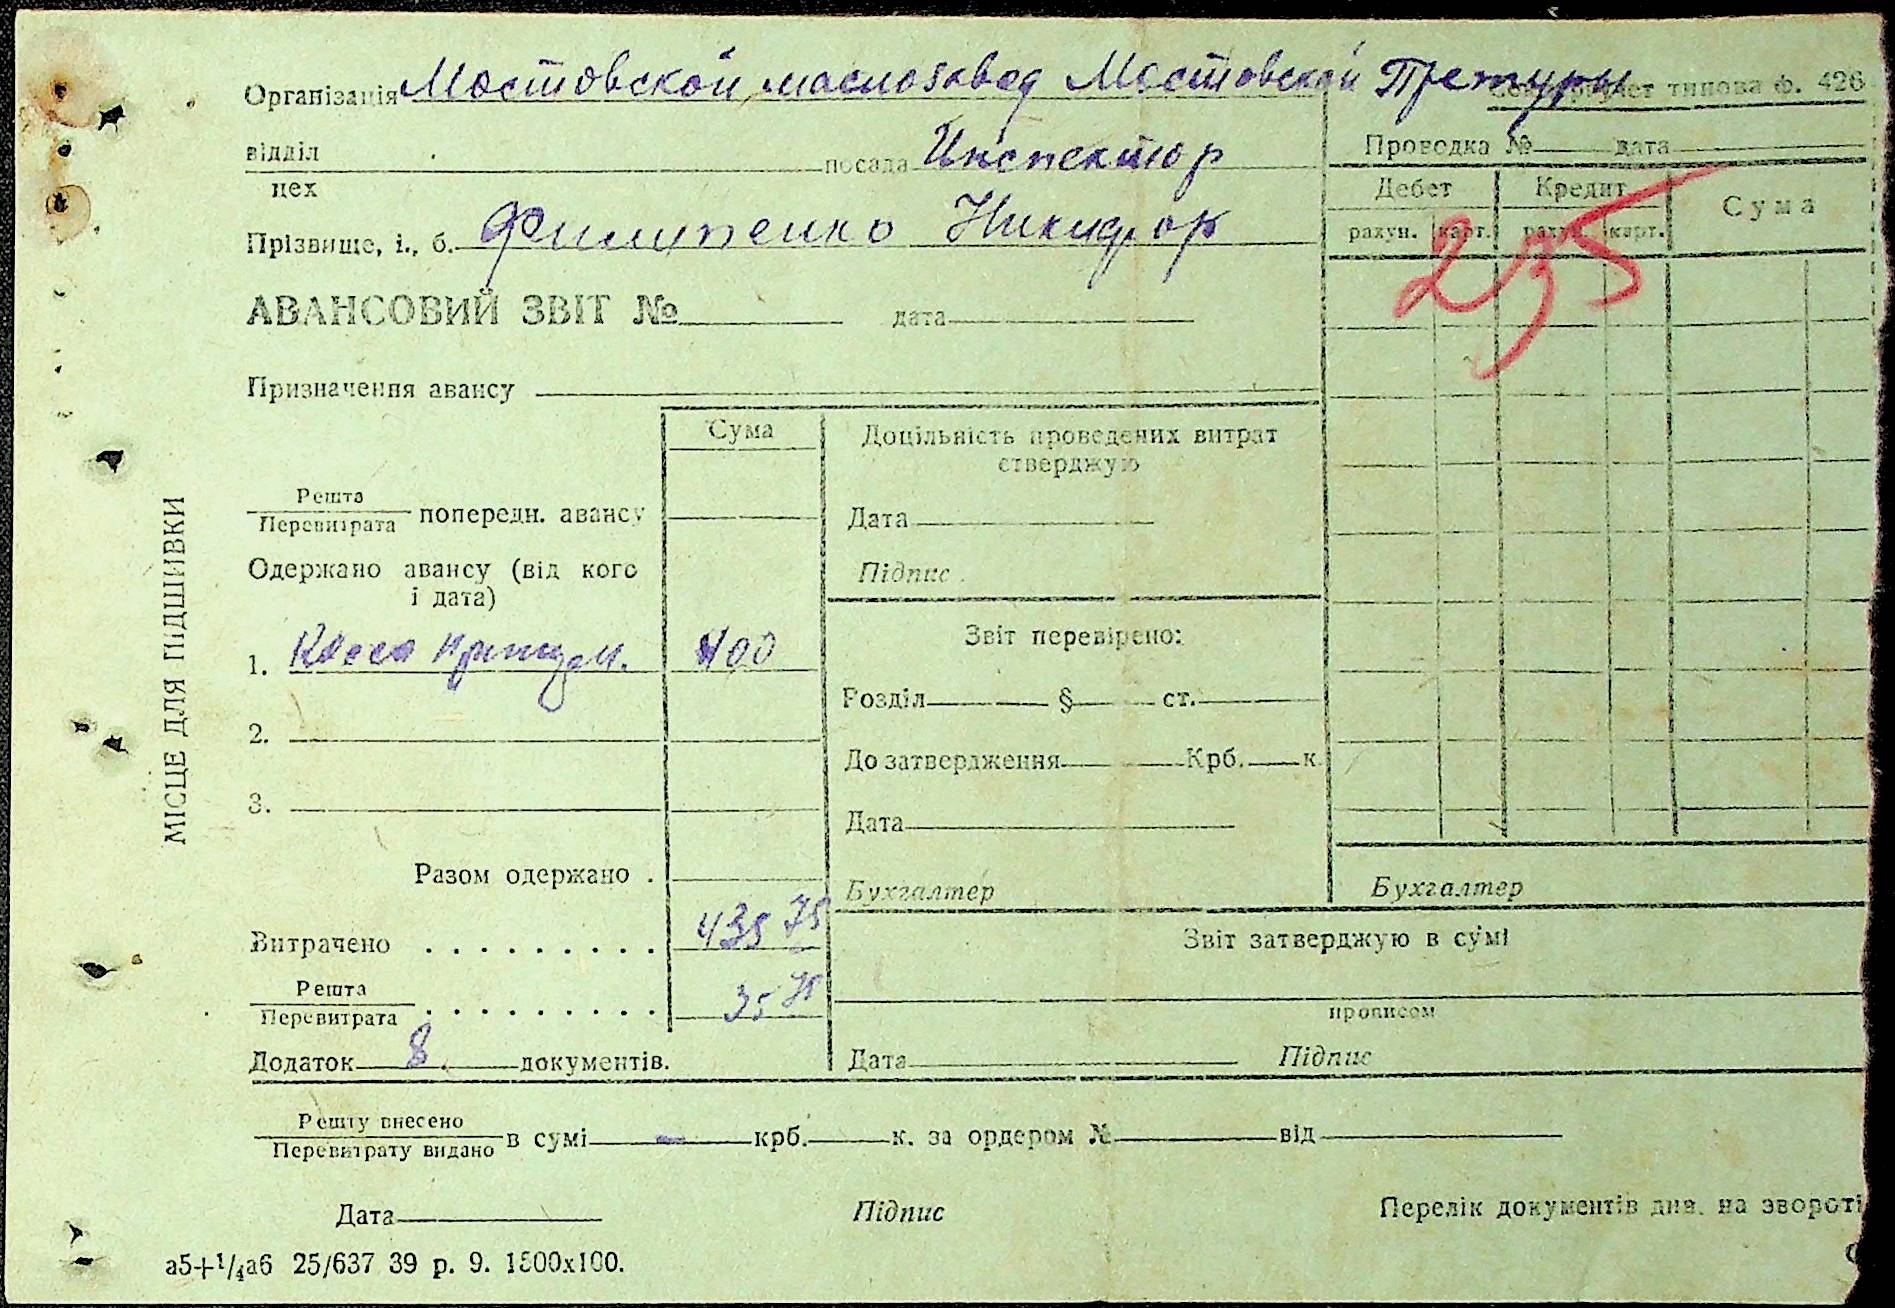 Організація Мостовской маслозавод Мостовской Претуры
типова ф. 426
відділ посада Инспектор
цех
Проводка № дата
Дебет Кредит Сума
рахун. карт. рахун. карт.
235
Прізвище, і., б. Филипенко Никифор
АВАНСОВИЙ ЗВІТ № дата
Призначення авансу
Сума
Доцільність проведених витрат
стверджую
Решта
Перевитрата попередн. авансу
Дата
Підпис.
Одержано авансу (від кого
і дата)
Звіт перевірено:
1. Касса 400
Розділ § ст.
2.
До затвердження Крб. к.
3.
Дата
Разом одержано .
Бухгалтер
Бухгалтер
Витрачено . . . . . . . . . 435 75
Звіт затверджую в сумі
Решта
Перевитрата . . . . . . . . . 35 75
прописом
Додаток 8 документів.
Дата Підпис
Решту внесено
Перевитрату видано в сумі — крб. к. за ордером № від
Дата Підпис Перелік документів див. на звороті
а5+1/4а6 25/637 39 р. 9. 1500х100.
МІСЦЕ ДЛЯ ПІДШИВКИ